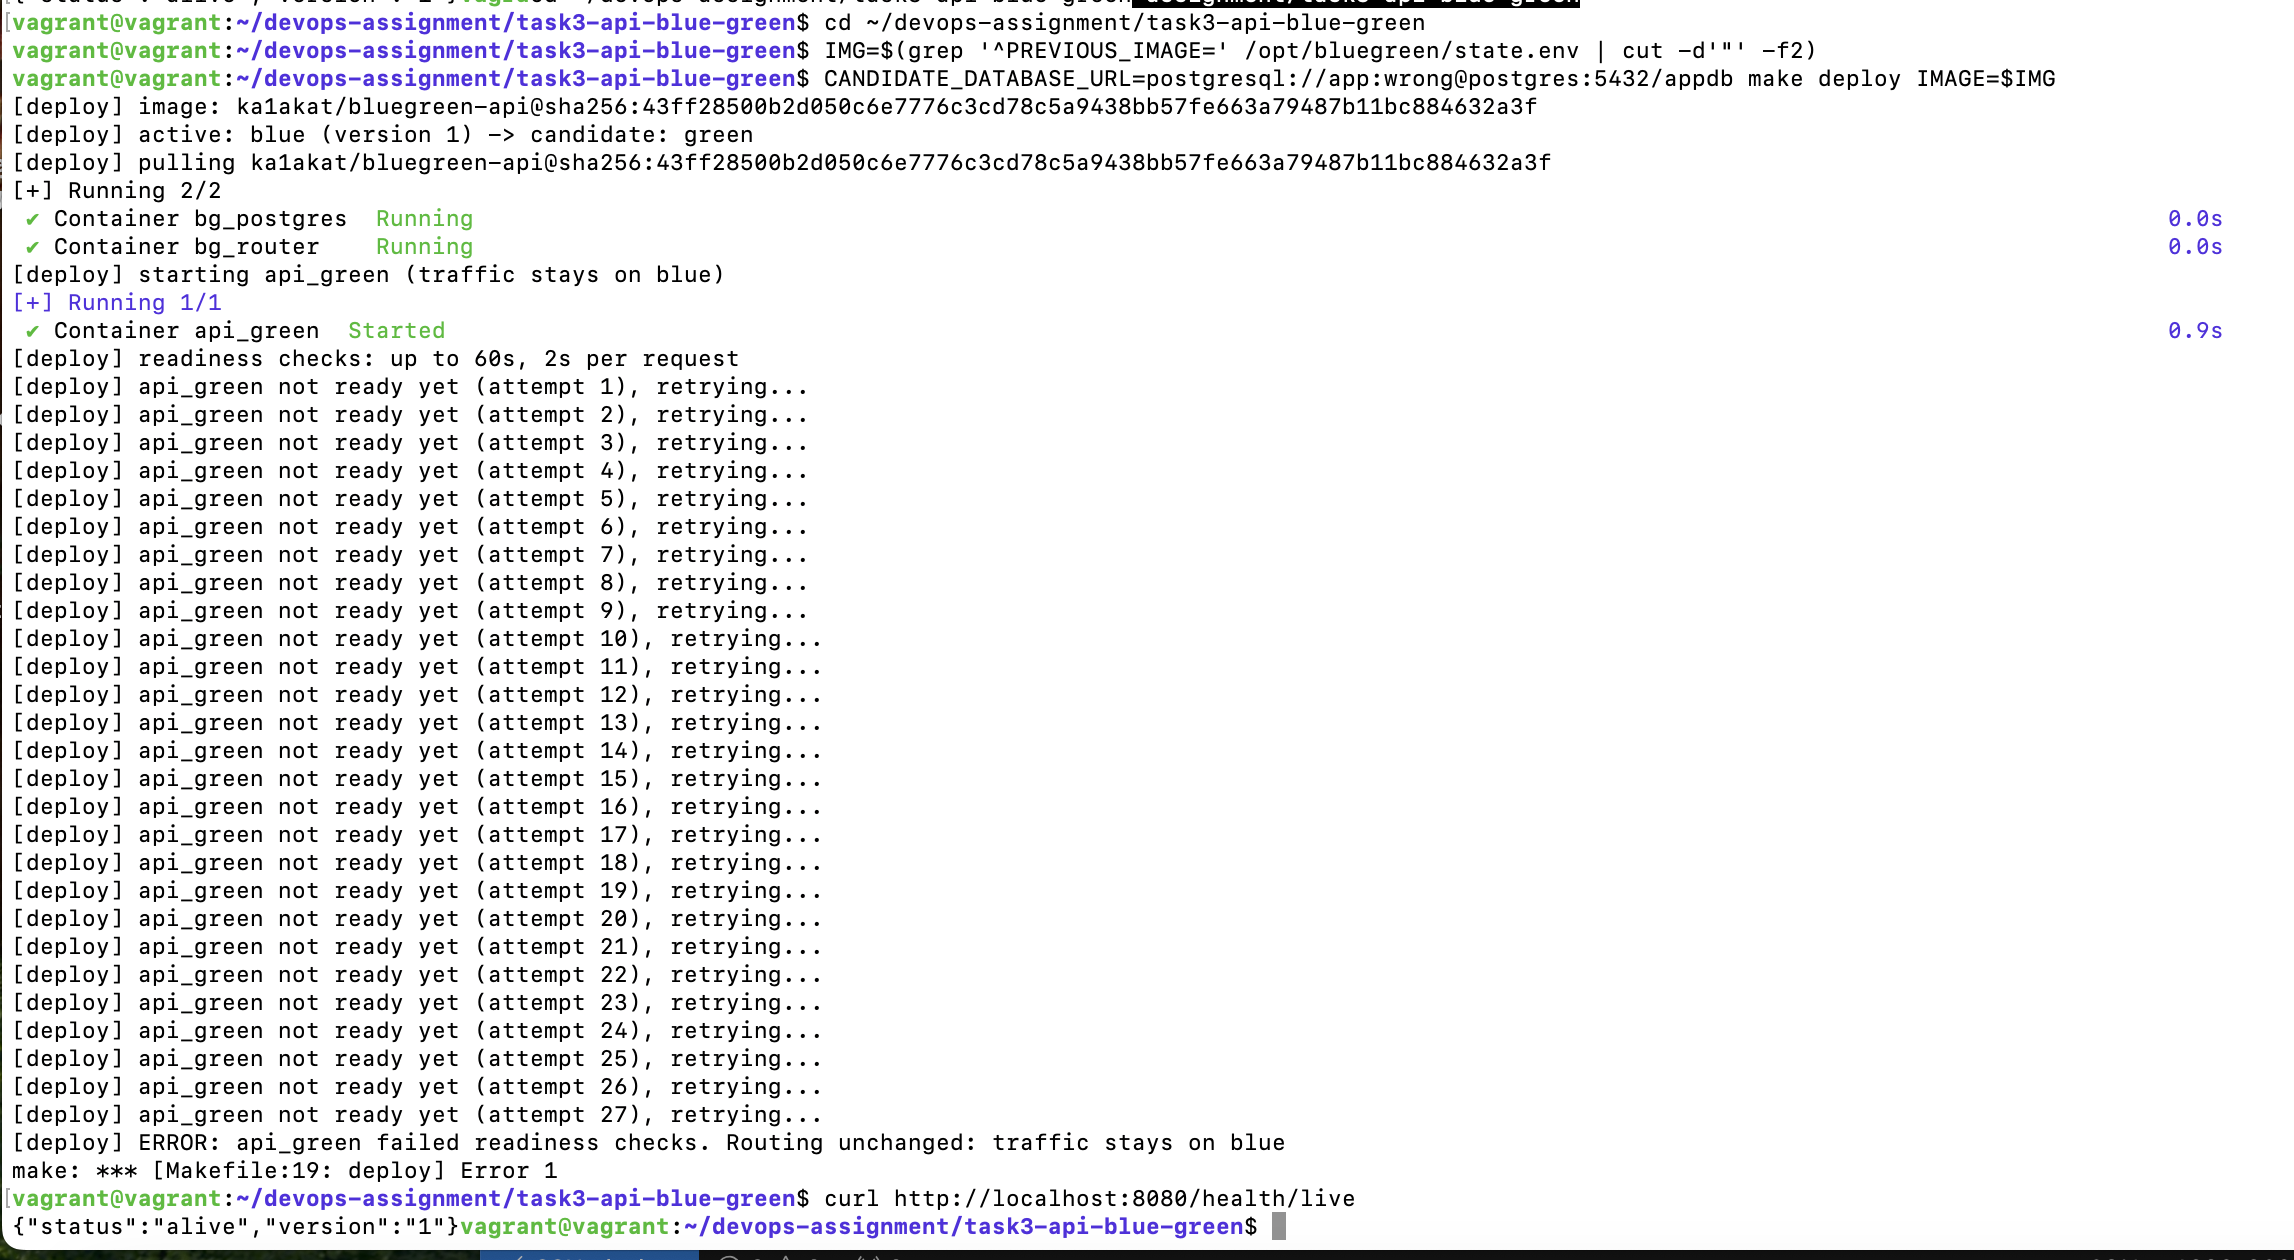 vagrant@vagrant:~/devops-assignment/task3-api-blue-green$ cd ~/devops-assignment/task3-api-blue-green
vagrant@vagrant:~/devops-assignment/task3-api-blue-green$ IMG=$(grep '^PREVIOUS_IMAGE=' /opt/bluegreen/state.env | cut -d'"' -f2)
vagrant@vagrant:~/devops-assignment/task3-api-blue-green$ CANDIDATE_DATABASE_URL=postgresql://app:wrong@postgres:5432/appdb make deploy IMAGE=$IMG
[deploy] image: ka1akat/bluegreen-api@sha256:43ff28500b2d050c6e7776c3cd78c5a9438bb57fe663a79487b11bc884632a3f
[deploy] active: blue (version 1) -> candidate: green
[deploy] pulling ka1akat/bluegreen-api@sha256:43ff28500b2d050c6e7776c3cd78c5a9438bb57fe663a79487b11bc884632a3f
[+] Running 2/2
✔ Container bg_postgres Running 0.0s
✔ Container bg_router Running 0.0s
[deploy] starting api_green (traffic stays on blue)
[+] Running 1/1
✔ Container api_green Started 0.9s
[deploy] readiness checks: up to 60s, 2s per request
[deploy] api_green not ready yet (attempt 1), retrying...
[deploy] api_green not ready yet (attempt 2), retrying...
[deploy] api_green not ready yet (attempt 3), retrying...
[deploy] api_green not ready yet (attempt 4), retrying...
[deploy] api_green not ready yet (attempt 5), retrying...
[deploy] api_green not ready yet (attempt 6), retrying...
[deploy] api_green not ready yet (attempt 7), retrying...
[deploy] api_green not ready yet (attempt 8), retrying...
[deploy] api_green not ready yet (attempt 9), retrying...
[deploy] api_green not ready yet (attempt 10), retrying...
[deploy] api_green not ready yet (attempt 11), retrying...
[deploy] api_green not ready yet (attempt 12), retrying...
[deploy] api_green not ready yet (attempt 13), retrying...
[deploy] api_green not ready yet (attempt 14), retrying...
[deploy] api_green not ready yet (attempt 15), retrying...
[deploy] api_green not ready yet (attempt 16), retrying...
[deploy] api_green not ready yet (attempt 17), retrying...
[deploy] api_green not ready yet (attempt 18), retrying...
[deploy] api_green not ready yet (attempt 19), retrying...
[deploy] api_green not ready yet (attempt 20), retrying...
[deploy] api_green not ready yet (attempt 21), retrying...
[deploy] api_green not ready yet (attempt 22), retrying...
[deploy] api_green not ready yet (attempt 23), retrying...
[deploy] api_green not ready yet (attempt 24), retrying...
[deploy] api_green not ready yet (attempt 25), retrying...
[deploy] api_green not ready yet (attempt 26), retrying...
[deploy] api_green not ready yet (attempt 27), retrying...
[deploy] ERROR: api_green failed readiness checks. Routing unchanged: traffic stays on blue
make: *** [Makefile:19: deploy] Error 1
vagrant@vagrant:~/devops-assignment/task3-api-blue-green$ curl http://localhost:8080/health/live
{"status":"alive","version":"1"}vagrant@vagrant:~/devops-assignment/task3-api-blue-green$